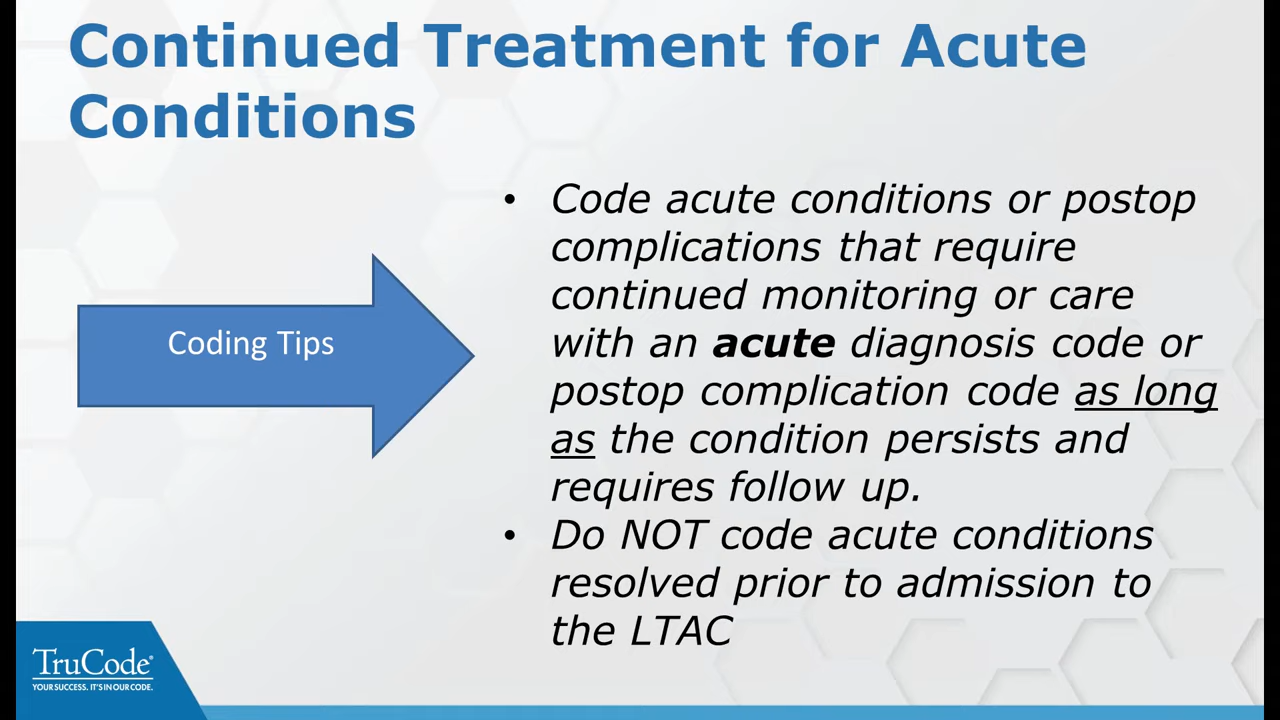 Continued Treatment for Acute
Conditions
Coding Tips
• Code acute conditions or postop
complications that require
continued monitoring or care
with an acute diagnosis code or
postop complication code as long
as the condition persists and
requires follow up.
• Do NOT code acute conditions
resolved prior to admission to
the LTAC
TruCode®
YOUR SUCCESS. IT'S IN OUR CODE.